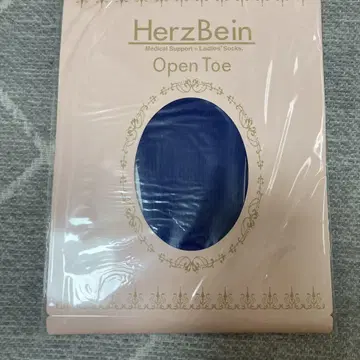 HerzBein
Medical Support・Ladies' Socks
Open Toe